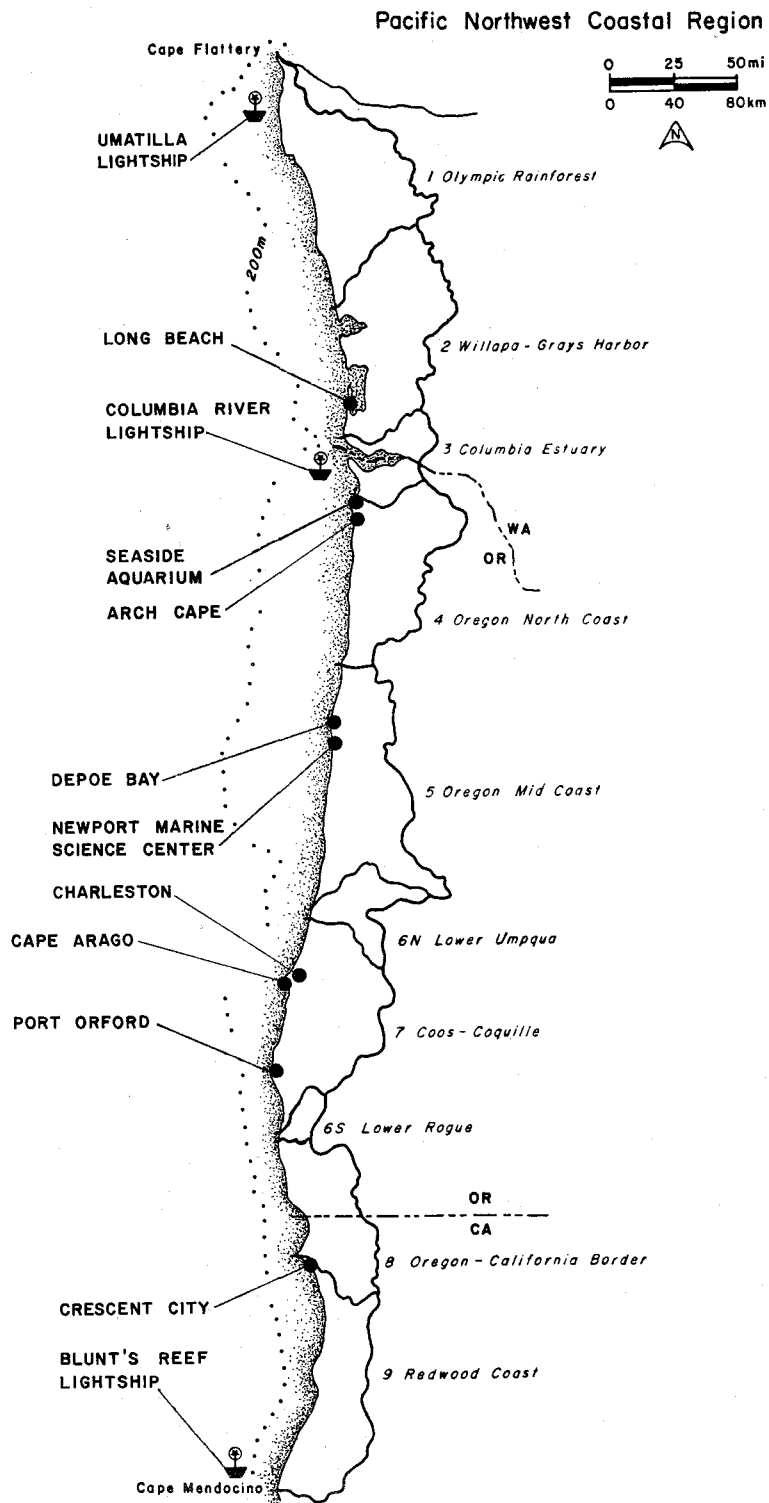 Pacific Northwest Coastal Region
Cape Flattery
0 25 50mi
0 40 80km
N
UMATILLA
LIGHTSHIP
1 Olympic Rainforest
200m
LONG BEACH
2 Willapa - Grays Harbor
COLUMBIA RIVER
LIGHTSHIP
3 Columbia Estuary
WA
OR
SEASIDE
AQUARIUM
ARCH CAPE
4 Oregon North Coast
DEPOE BAY
5 Oregon Mid Coast
NEWPORT MARINE
SCIENCE CENTER
CHARLESTON
CAPE ARAGO
6N Lower Umpqua
PORT ORFORD
7 Coos-Coquille
6S Lower Rogue
OR
CA
8 Oregon-California Border
CRESCENT CITY
BLUNT'S REEF
LIGHTSHIP
9 Redwood Coast
Cape Mendocino